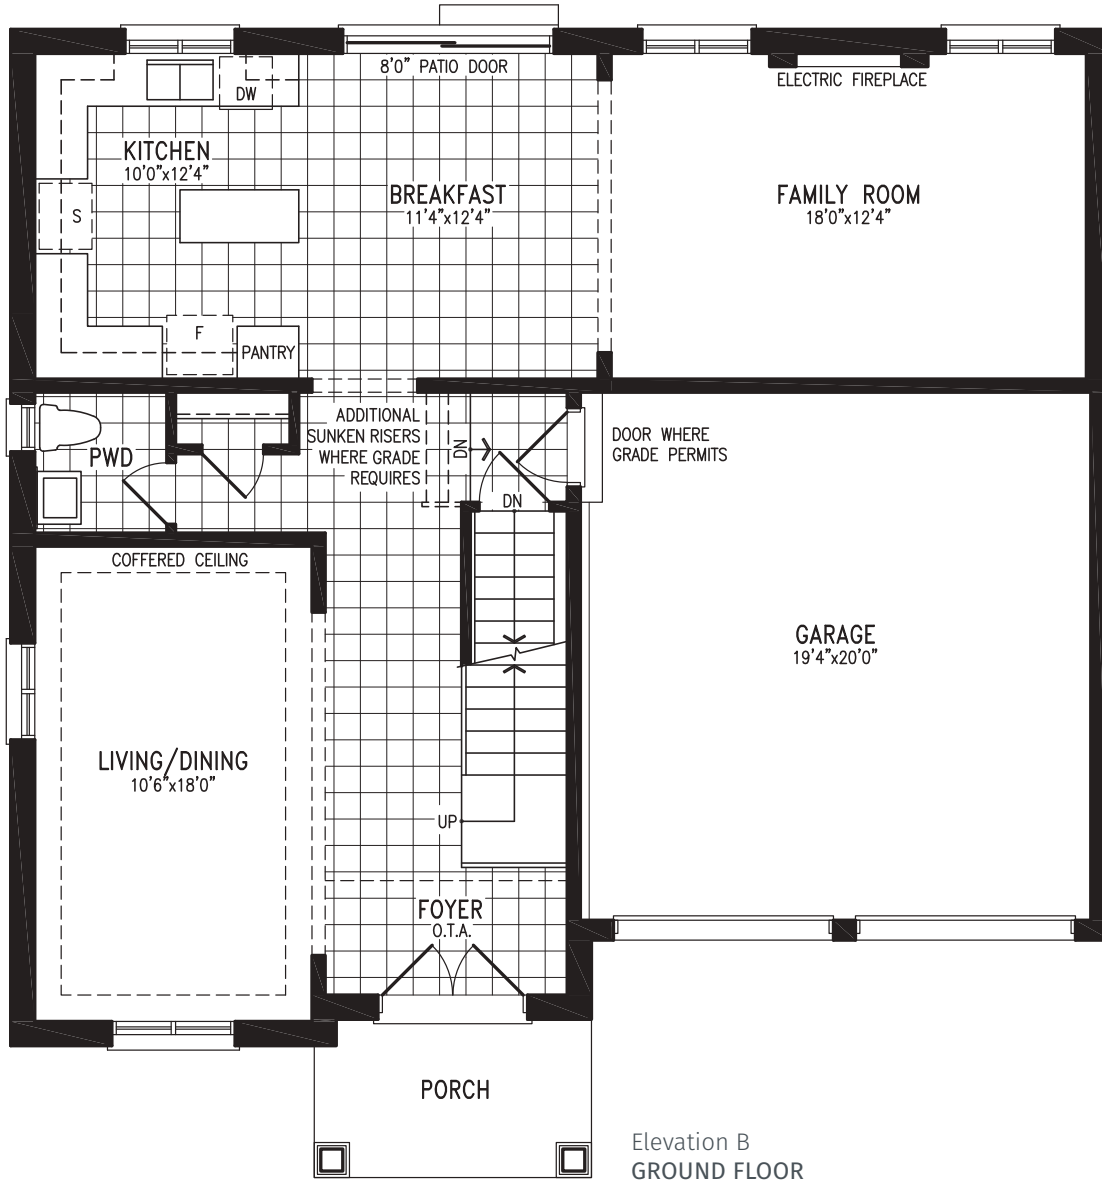 8'0" PATIO DOOR
ELECTRIC FIREPLACE
DW
KITCHEN
10'0"x12'4"
BREAKFAST
11'4"x12'4"
FAMILY ROOM
18'0"x12'4"
S
F
PANTRY
ADDITIONAL
SUNKEN RISERS
WHERE GRADE
REQUIRES
DN
DOOR WHERE
GRADE PERMITS
PWD
DN
COFFERED CEILING
GARAGE
19'4"x20'0"
LIVING/DINING
10'6"x18'0"
UP
FOYER
O.T.A.
PORCH
Elevation B
GROUND FLOOR